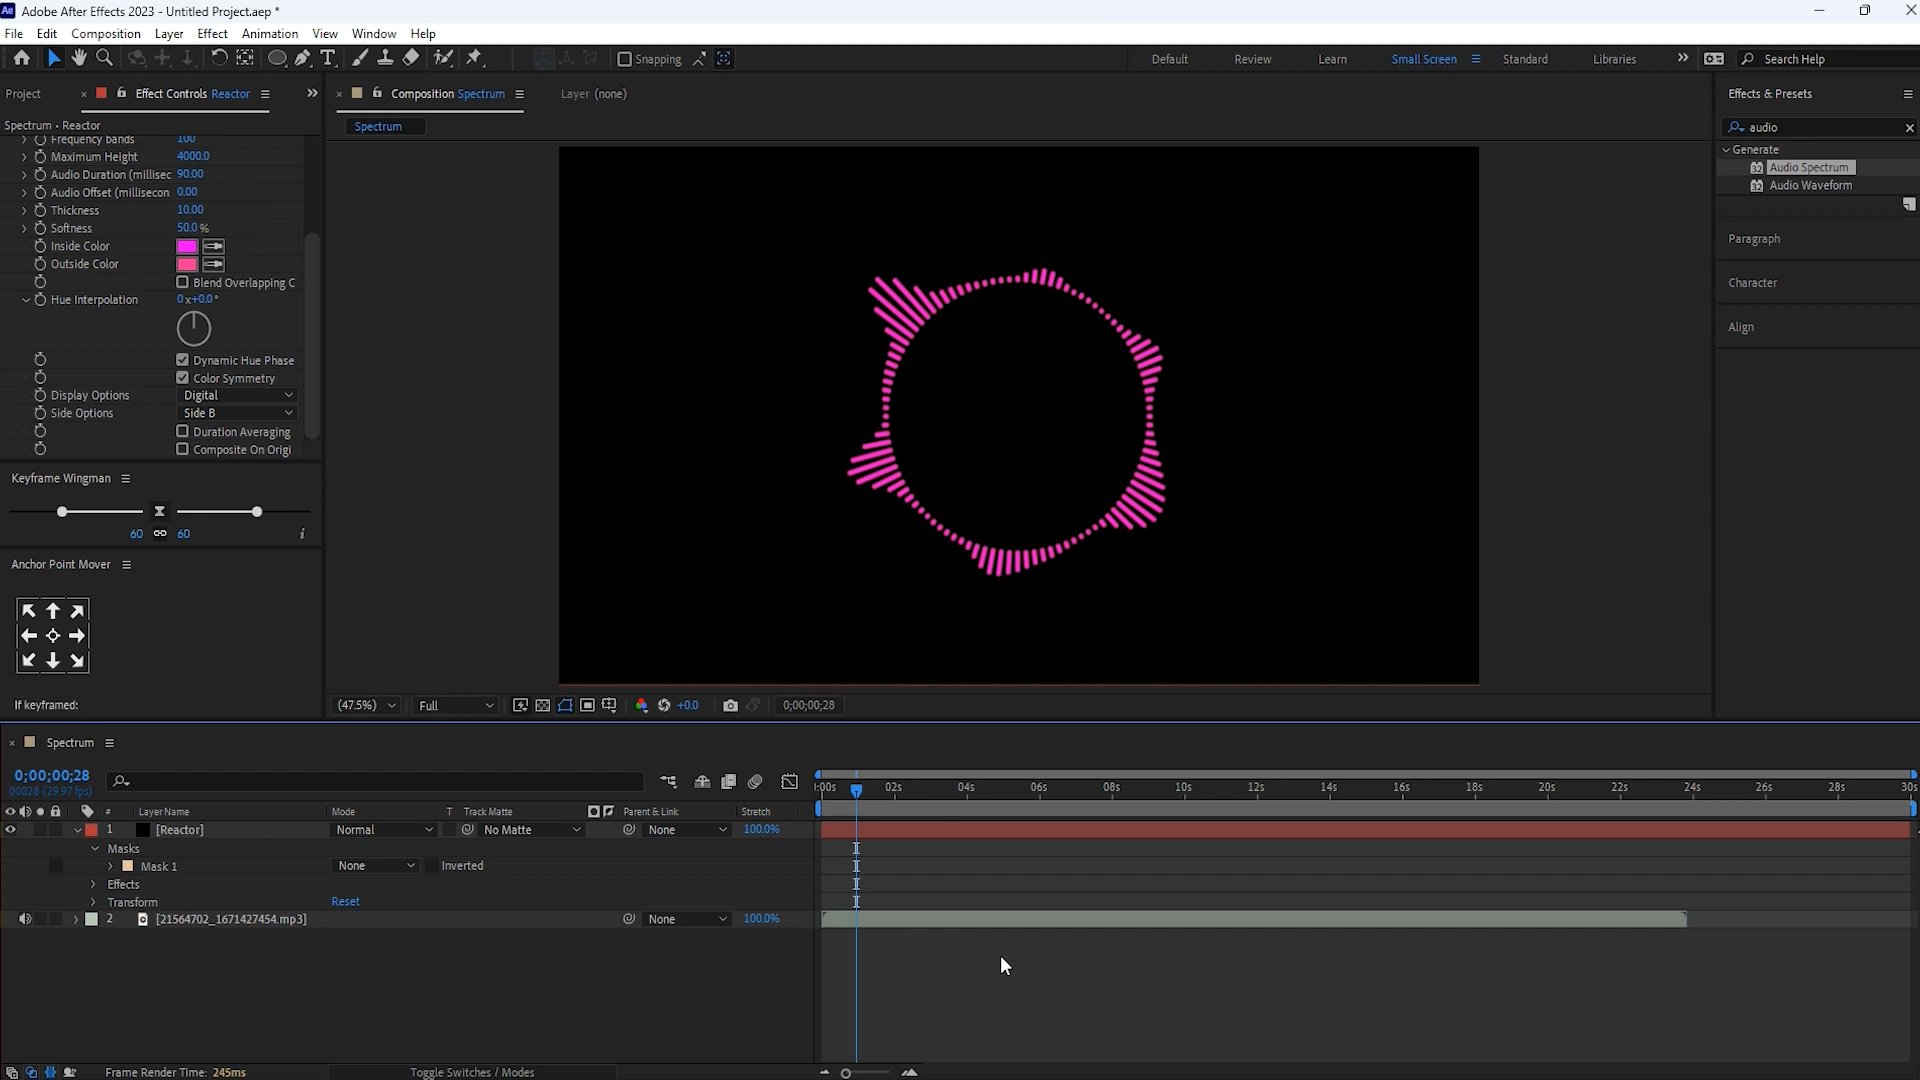 Ae Adobe After Effects 2023 - Untitled Project.aep *
File Edit Composition Layer Effect Animation View Window Help
Snapping
Default Review Learn Small Screen Standard Libraries Search Help
Project Effect Controls Reactor
Spectrum • Reactor
Frequency bands 100
Maximum Height 4000.0
Audio Duration (millisec 90.00
Audio Offset (millisecon 0.00
Thickness 10.00
Softness 50.0 %
Inside Color
Outside Color
Blend Overlapping C
Hue Interpolation 0x+0.0°
Dynamic Hue Phase
Color Symmetry
Display Options Digital
Side Options Side B
Duration Averaging
Composite On Origi
Keyframe Wingman
60 60 i
Anchor Point Mover
If keyframed:
Composition Spectrum Layer (none)
Spectrum
(47.5%) Full +0.0 0;00;00;28
Effects & Presets
audio
Generate
Audio Spectrum
Audio Waveform
Paragraph
Character
Align
Spectrum
0;00;00;28
00028 (29.97 fps)
# Layer Name Mode T Track Matte Parent & Link Stretch
1 [Reactor] Normal No Matte None 100.0%
Masks
Mask 1 None Inverted
Effects
Transform Reset
2 [21564702_1671427454.mp3] None 100.0%
:00s 02s 04s 06s 08s 10s 12s 14s 16s 18s 20s 22s 24s 26s 28s 30s
Frame Render Time: 245ms Toggle Switches / Modes